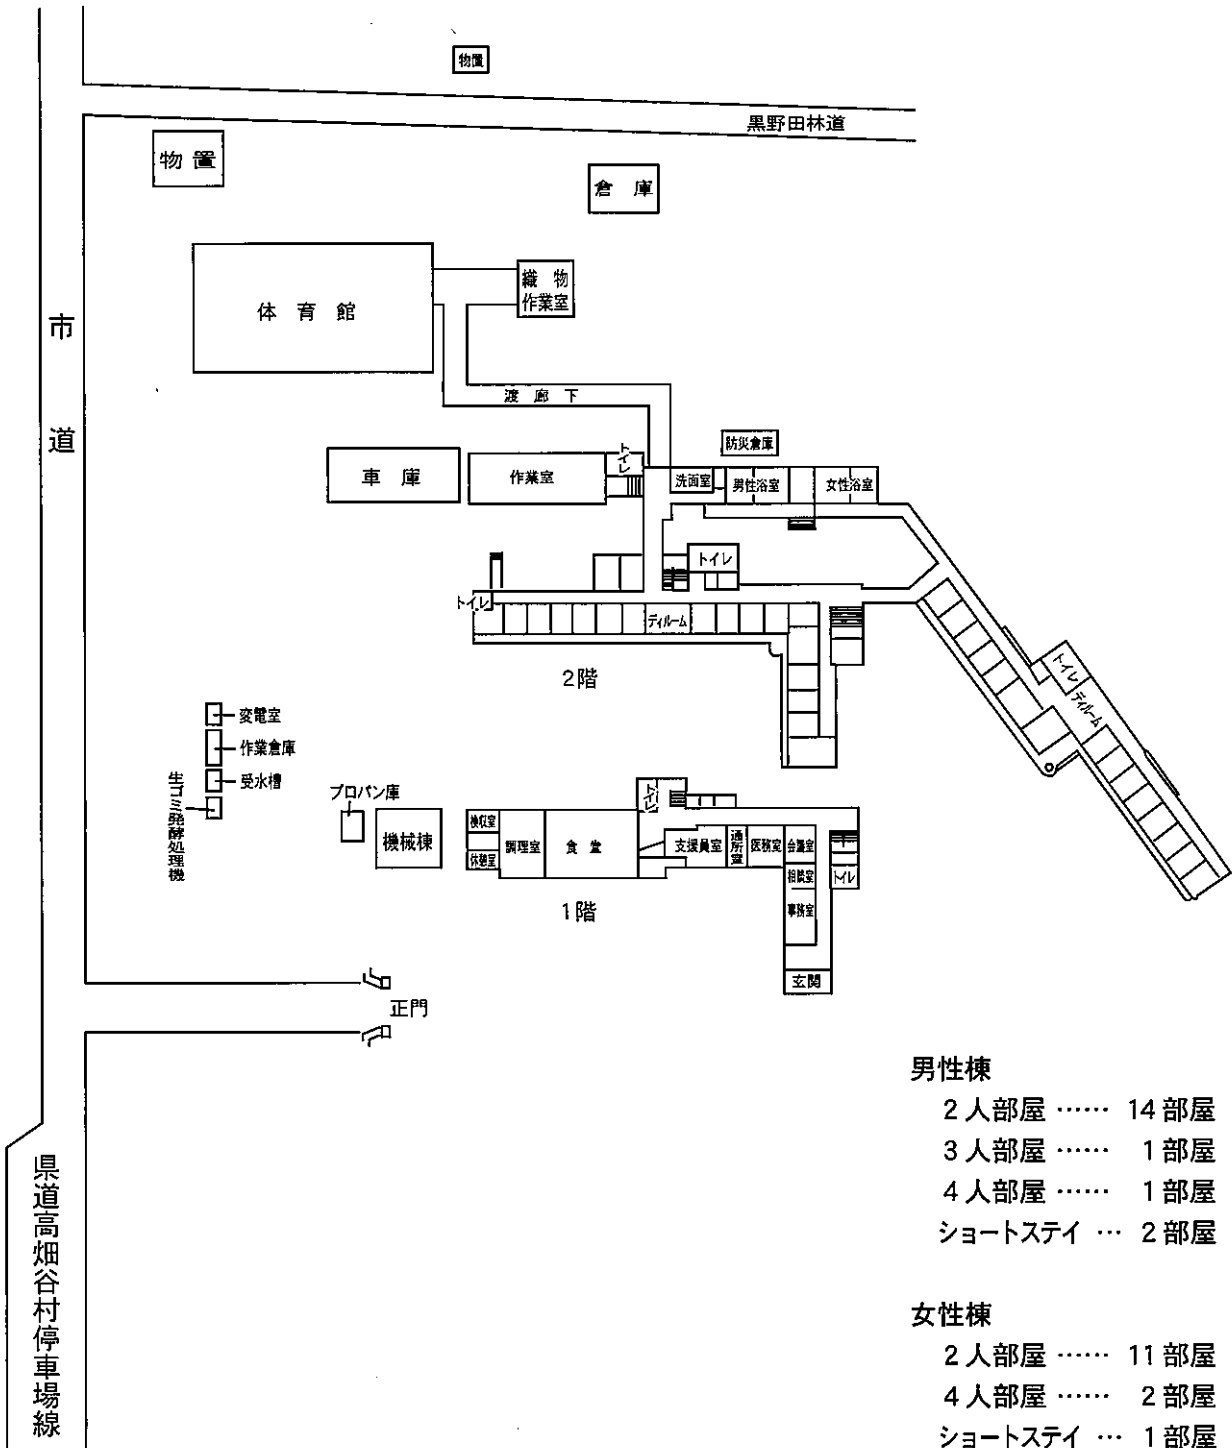 物置
黒野田林道
物置
倉庫
体育館
織物
作業室
市道
渡廊下
防災倉庫
車庫
作業室
トイレ
洗面室
男性浴室
女性浴室
トイレ
トイレ
ディルーム
2階
トイレ
ディルーム
変電室
作業倉庫
受水槽
生ゴミ発酵処理機
プロパン庫
機械棟
検収室
休憩室
調理室
食堂
トイレ
支援員室
通所室
医務室
会議室
相談室
事務室
トイレ
1階
玄関
正門
県道高畑谷村停車場線
男性棟
2人部屋 …… 14部屋
3人部屋 …… 1部屋
4人部屋 …… 1部屋
ショートステイ … 2部屋
女性棟
2人部屋 …… 11部屋
4人部屋 …… 2部屋
ショートステイ … 1部屋